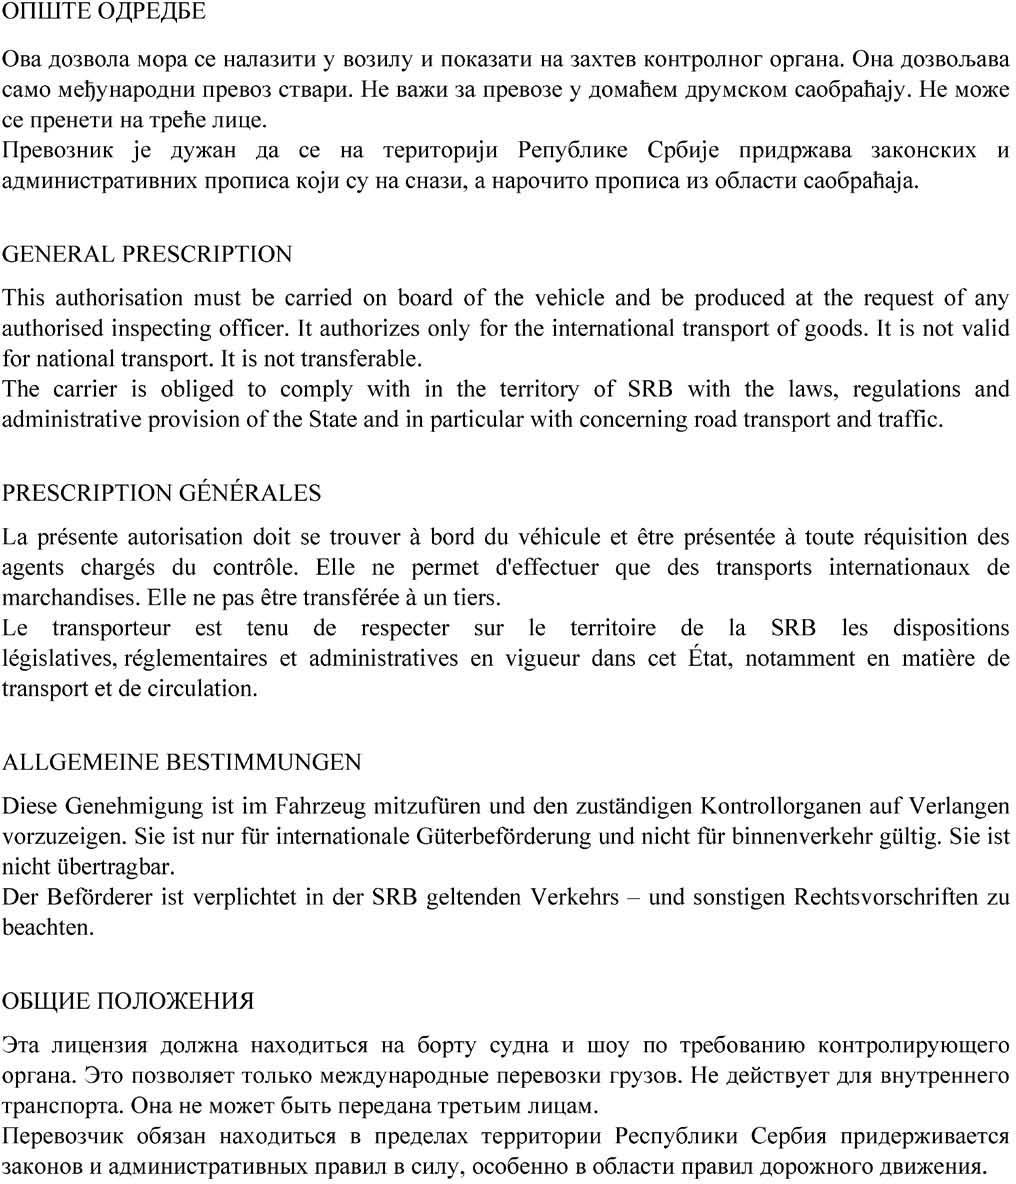 ОПШТЕ ОДРЕДБЕ
Ова дозвола мора се налазити у возилу и показати на захтев контролног органа. Она дозвољава
само међународни превоз ствари. Не важи за превозе у домаћем друмском саобраћају. Не може
се пренети на треће лице.
Превозник је дужан да се на територији Републике Србије придржава законских и
административних прописа који су на снази, а нарочито прописа из области саобраћаја.
GENERAL PRESCRIPTION
This authorisation must be carried on board of the vehicle and be produced at the request of any
authorised inspecting officer. It authorizes only for the international transport of goods. It is not valid
for national transport. It is not transferable.
The carrier is obliged to comply with in the territory of SRB with the laws, regulations and
administrative provision of the State and in particular with concerning road transport and traffic.
PRESCRIPTION GÉNÉRALES
La présente autorisation doit se trouver à bord du véhicule et être présentée à toute réquisition des
agents chargés du contrôle. Elle ne permet d'effectuer que des transports internationaux de
marchandises. Elle ne pas être transférée à un tiers.
Le transporteur est tenu de respecter sur le territoire de la SRB les dispositions
législatives, réglementaires et administratives en vigueur dans cet État, notamment en matière de
transport et de circulation.
ALLGEMEINE BESTIMMUNGEN
Diese Genehmigung ist im Fahrzeug mitzufüren und den zuständigen Kontrollorganen auf Verlangen
vorzuzeigen. Sie ist nur für internationale Güterbeförderung und nicht für binnenverkehr gültig. Sie ist
nicht übertragbar.
Der Beförderer ist verplichtet in der SRB geltenden Verkehrs – und sonstigen Rechtsvorschriften zu
beachten.
ОБЩИЕ ПОЛОЖЕНИЯ
Эта лицензия должна находиться на борту судна и шоу по требованию контролирующего
органа. Это позволяет только международные перевозки грузов. Не действует для внутреннего
транспорта. Она не может быть передана третьим лицам.
Перевозчик обязан находиться в пределах территории Республики Сербия придерживается
законов и административных правил в силу, особенно в области правил дорожного движения.